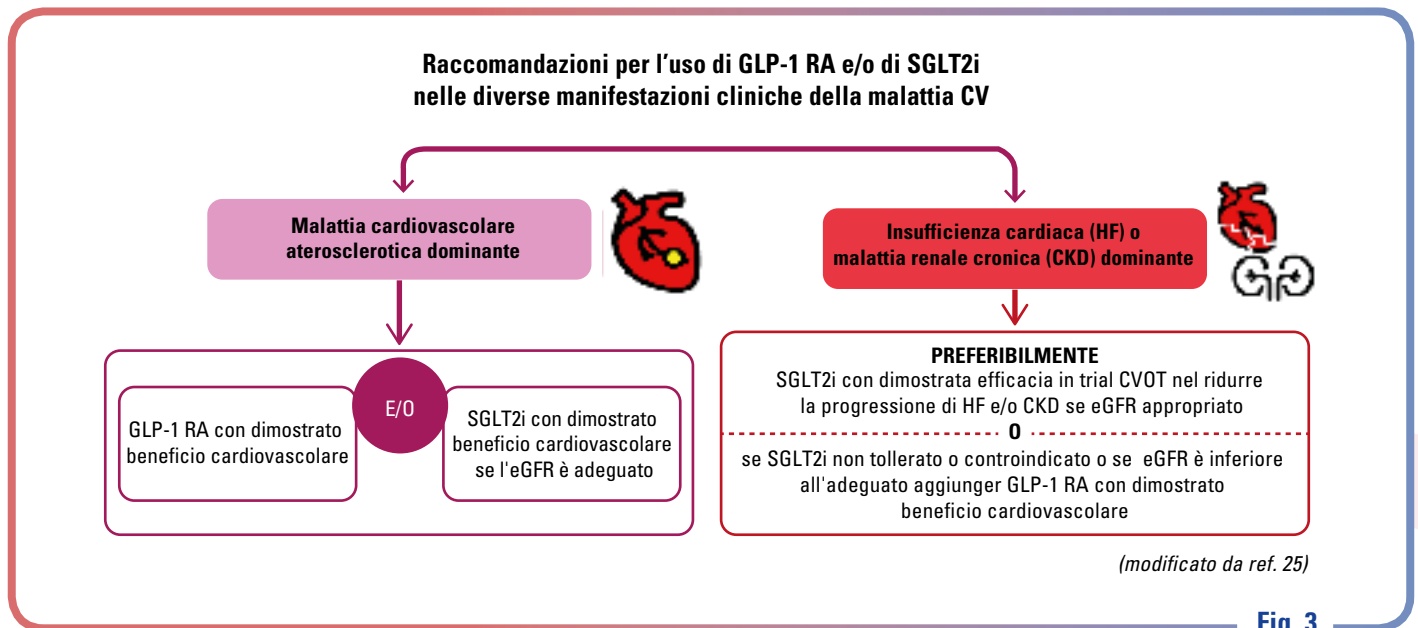 Raccomandazioni per l'uso di GLP-1 RA e/o di SGLT2i
nelle diverse manifestazioni cliniche della malattia CV
Malattia cardiovascolare
aterosclerotica dominante
E/O
GLP-1 RA con dimostrato
beneficio cardiovascolare
SGLT2i con dimostrato
beneficio cardiovascolare
se l'eGFR è adeguato
Insufficienza cardiaca (HF) o
malattia renale cronica (CKD) dominante
PREFERIBILMENTE
SGLT2i con dimostrata efficacia in trial CVOT nel ridurre
la progressione di HF e/o CKD se eGFR appropriato
O
se SGLT2i non tollerato o controindicato o se eGFR è inferiore
all'adeguato aggiunger GLP-1 RA con dimostrato
beneficio cardiovascolare
(modificato da ref. 25)
Fig. 3